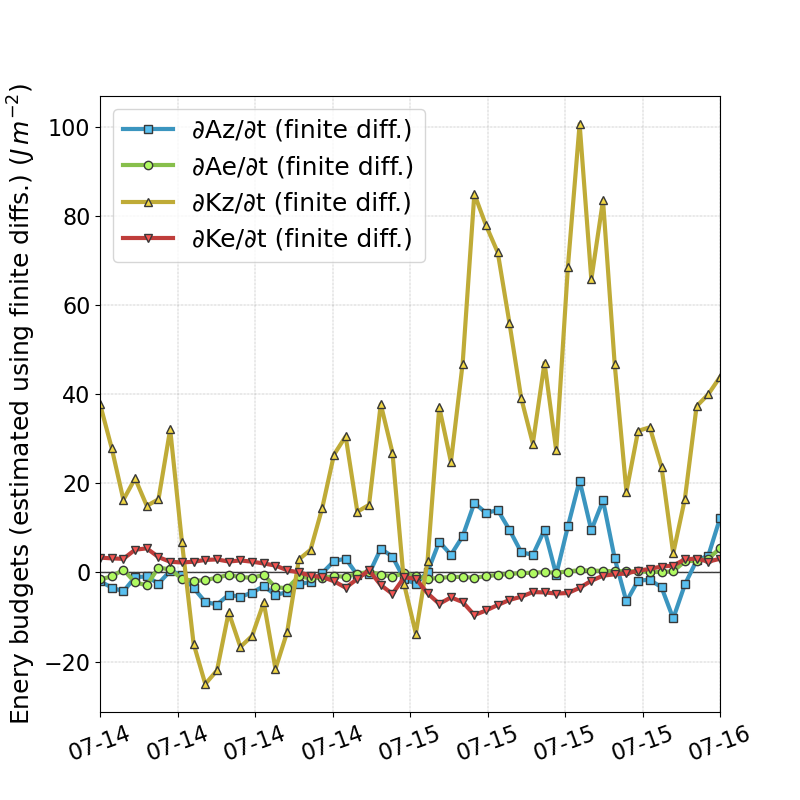 Enery budgets (estimated using finite diffs.) (J m⁻²)
∂Az/∂t (finite diff.)
∂Ae/∂t (finite diff.)
∂Kz/∂t (finite diff.)
∂Ke/∂t (finite diff.)
100
80
60
40
20
0
−20
07-14 07-14 07-14 07-14 07-15 07-15 07-15 07-15 07-16